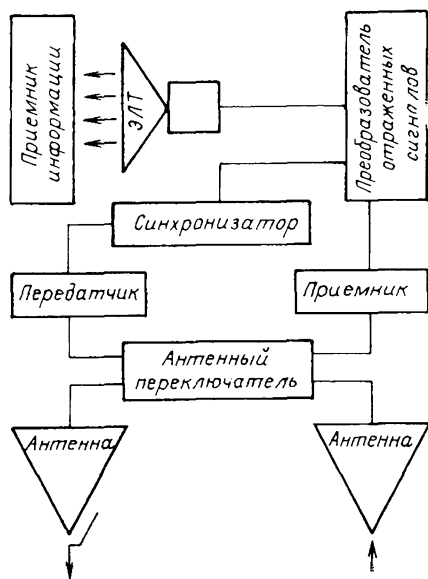 Приемник
информации
ЭЛТ
Преобразователь
отраженных
сигналов
Синхронизатор
Передатчик
Приемник
Антенный
переключатель
Антенна
Антенна